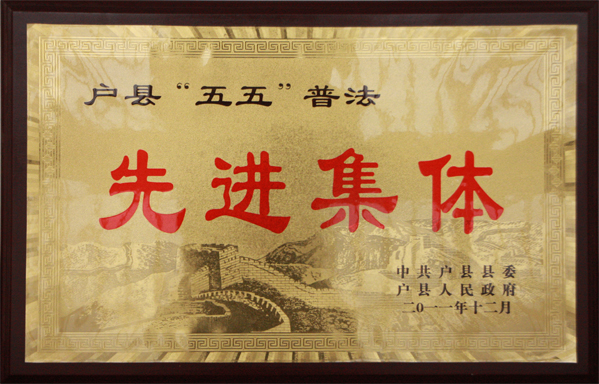 户县“五五”普法
先进集体
中共户县县委
户县人民政府
二〇一一年十二月